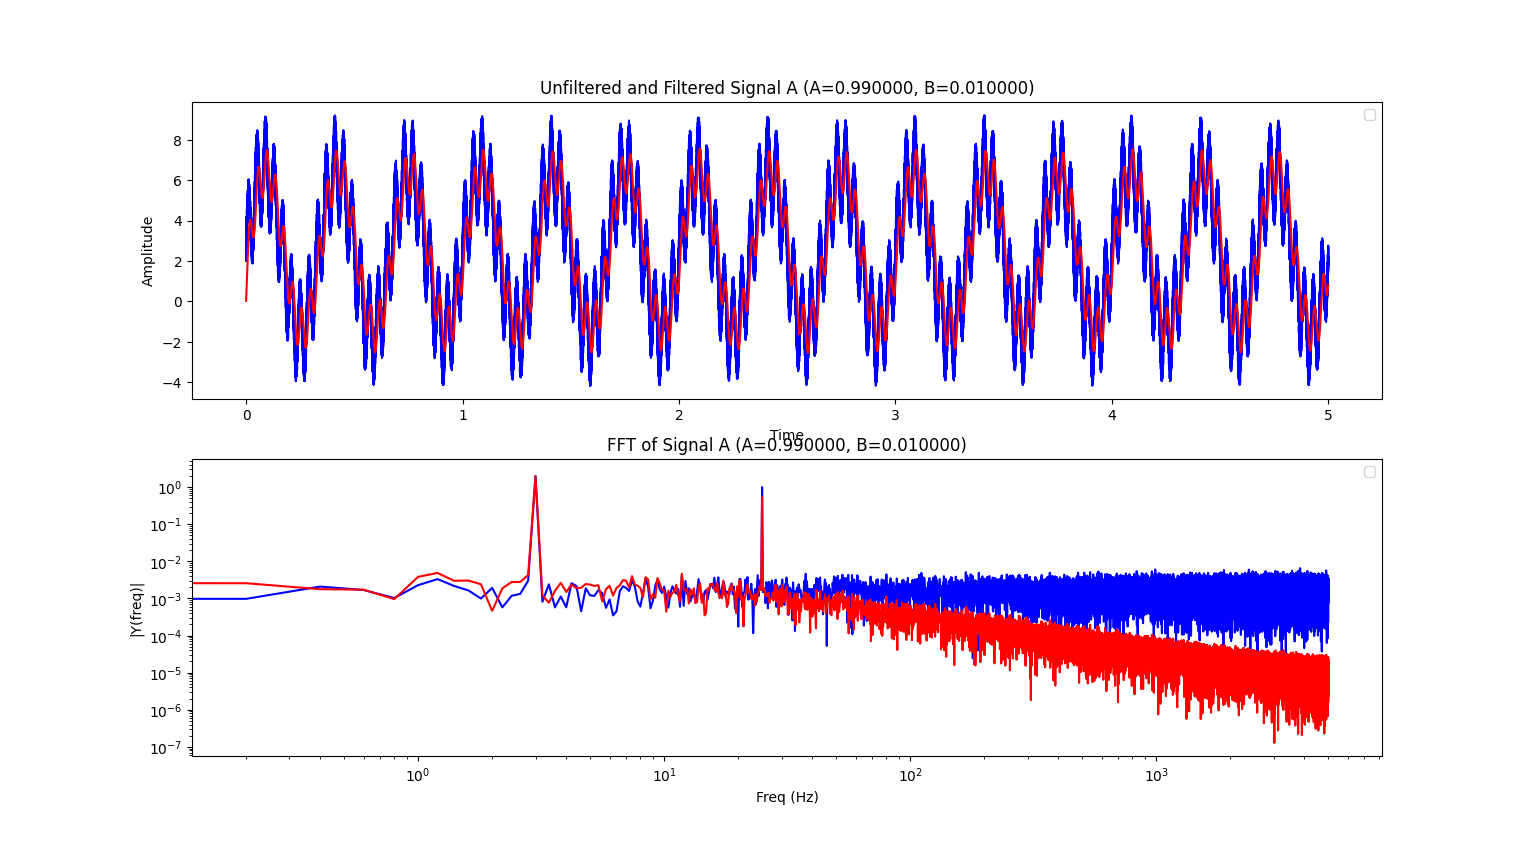 Unfiltered and Filtered Signal A (A=0.990000, B=0.010000)
Amplitude
8
6
4
2
0
−2
−4
0 1 2 3 4 5
Time
FFT of Signal A (A=0.990000, B=0.010000)
|Y(freq)|
10⁰
10⁻¹
10⁻²
10⁻³
10⁻⁴
10⁻⁵
10⁻⁶
10⁻⁷
10⁰ 10¹ 10² 10³
Freq (Hz)